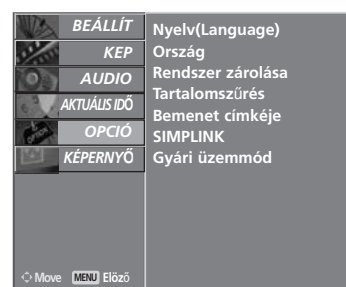 BEÁLLÍT
KEP
AUDIO
AKTUÁLIS IDŐ
OPCIÓ
KÉPERNYŐ
Nyelv(Language)
Ország
Rendszer zárolása
Tartalomszűrés
Bemenet címkéje
SIMPLINK
Gyári üzemmód
Move MENU Elöző